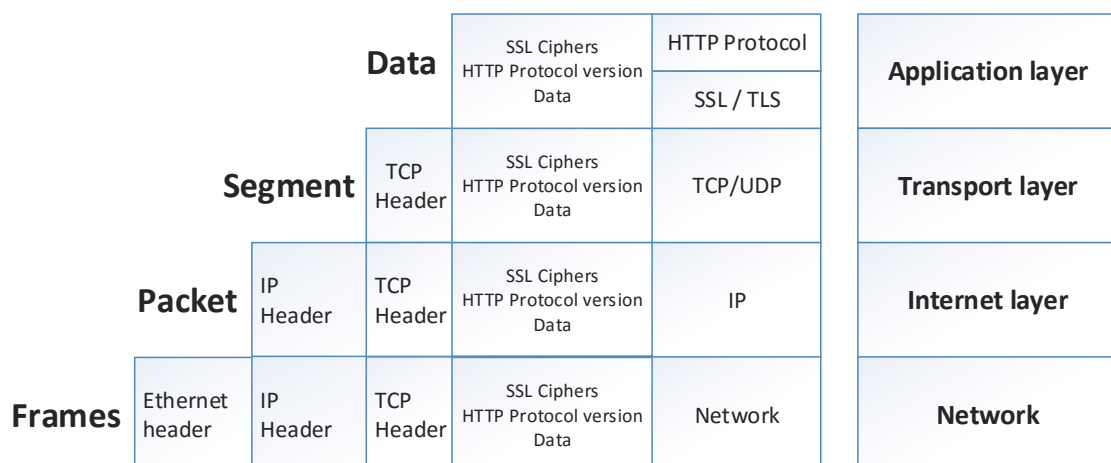 Data
SSL Ciphers
HTTP Protocol version
Data
HTTP Protocol
SSL / TLS
Application layer
Segment
TCP
Header
SSL Ciphers
HTTP Protocol version
Data
TCP/UDP
Transport layer
Packet
IP
Header
TCP
Header
SSL Ciphers
HTTP Protocol version
Data
IP
Internet layer
Frames
Ethernet
header
IP
Header
TCP
Header
SSL Ciphers
HTTP Protocol version
Data
Network
Network